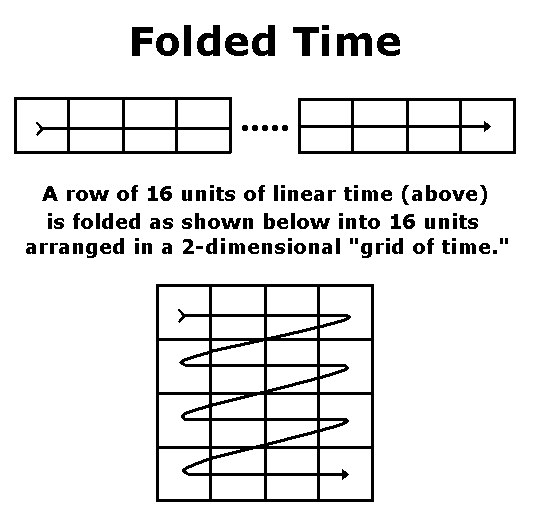 Folded Time
A row of 16 units of linear time (above)
is folded as shown below into 16 units
arranged in a 2-dimensional "grid of time."